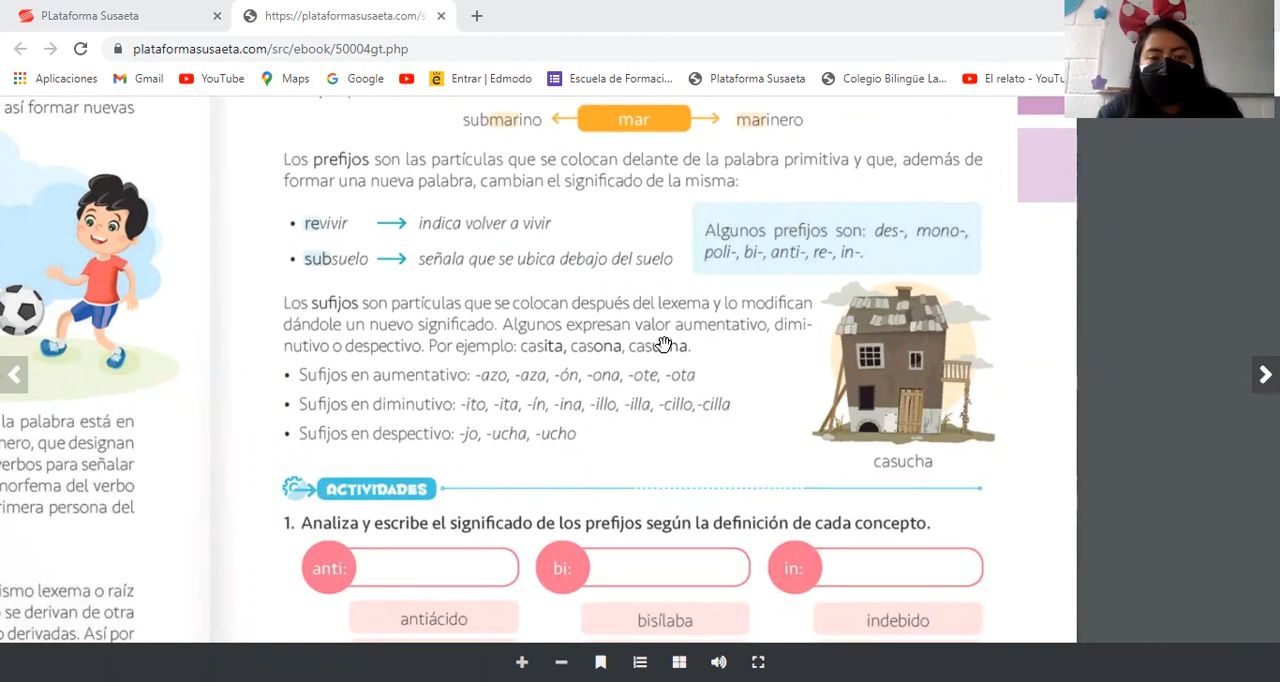 PLataforma Susaeta
https://plataformasusaeta.com/s
plataformasusaeta.com/src/ebook/50004gt.php
Aplicaciones Gmail YouTube Maps Google Entrar | Edmodo Escuela de Formaci... Plataforma Susaeta Colegio Bilingüe La... El relato - YouTu
así formar nuevas
submarino mar marinero
Los prefijos son las partículas que se colocan delante de la palabra primitiva y que, además de
formar una nueva palabra, cambian el significado de la misma:
• revivir indica volver a vivir
• subsuelo señala que se ubica debajo del suelo
Algunos prefijos son: des-, mono-,
poli-, bi-, anti-, re-, in-.
Los sufijos son partículas que se colocan después del lexema y lo modifican
dándole un nuevo significado. Algunos expresan valor aumentativo, dimi-
nutivo o despectivo. Por ejemplo: casita, casona, casucha.
• Sufijos en aumentativo: -azo, -aza, -ón, -ona, -ote, -ota
• Sufijos en diminutivo: -ito, -ita, -ín, -ina, -illo, -illa, -cillo,-cilla
• Sufijos en despectivo: -jo, -ucha, -ucho
casucha
la palabra está en
nero, que designan
verbos para señalar
morfema del verbo
rimera persona del
ACTIVIDADES
1. Analiza y escribe el significado de los prefijos según la definición de cada concepto.
anti: bi: in:
antiácido bisílaba indebido
ismo lexema o raíz
se derivan de otra
derivadas. Así por